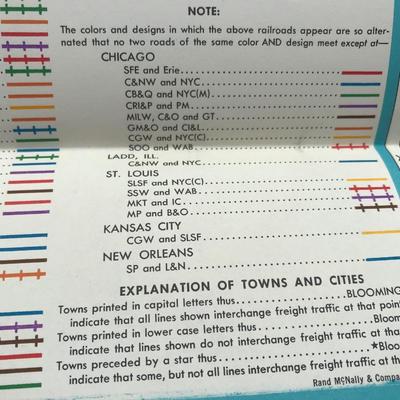 NOTE:
The colors and designs in which the above railroads appear are so alter-
nated that no two roads of the same color AND design meet except at—
CHICAGO
SFE and Erie
C&NW and NYC
CB&Q and NYC(M)
CRI&P and PM
MILW, C&O and GT
GM&O and CI&L
CGW and NYC(C)
SOO and WAB
LADD, ILL.
C&NW and NYC
ST. LOUIS
SLSF and NYC(C)
SSW and WAB
MKT and IC
MP and B&O
KANSAS CITY
CGW and SLSF
NEW ORLEANS
SP and L&N
EXPLANATION OF TOWNS AND CITIES
Towns printed in capital letters thus BLOOMING
indicate that all lines shown interchange freight traffic at that poin
Towns printed in lower case letters thus Bloom
indicate that lines shown do not interchange freight traffic at tha
Towns preceded by a star thus ★Bloo
indicate that some, but not all lines interchange freight traffic at th
Rand McNally & Compa